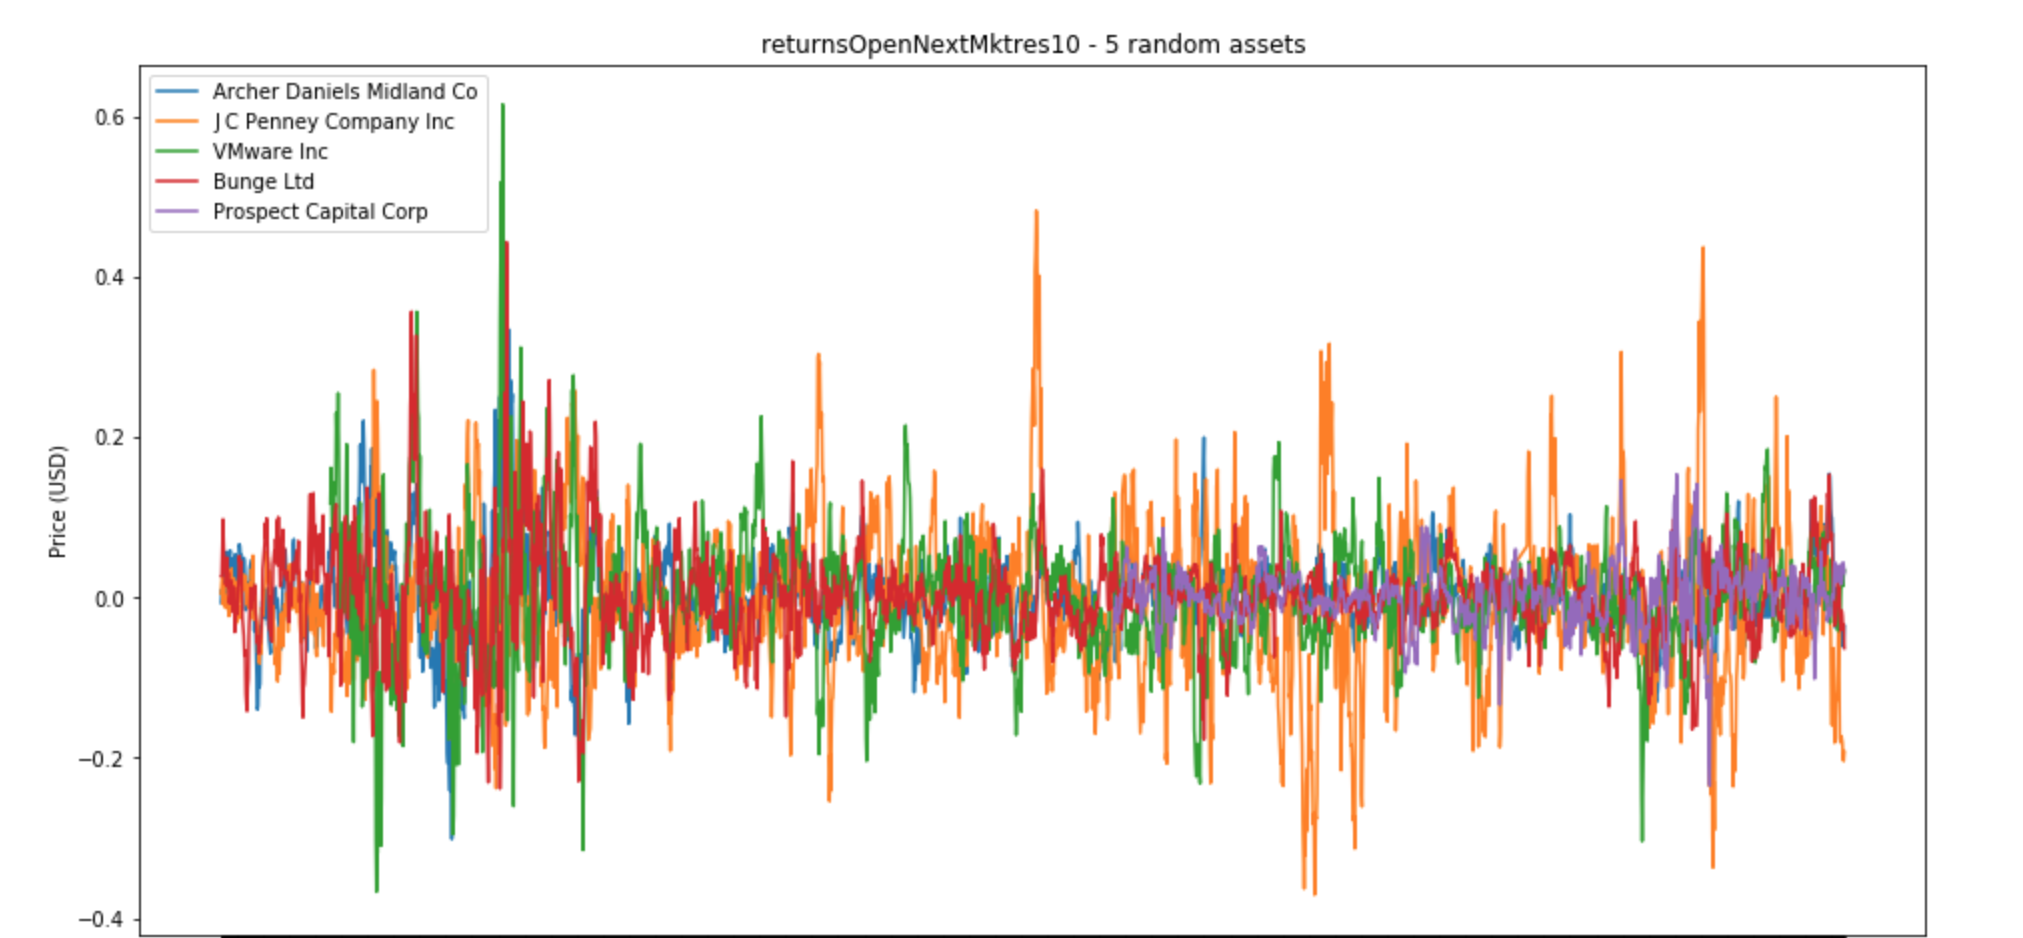 returnsOpenNextMktres10 - 5 random assets
Archer Daniels Midland Co
J C Penney Company Inc
VMware Inc
Bunge Ltd
Prospect Capital Corp
Price (USD)
0.6
0.4
0.2
0.0
−0.2
−0.4